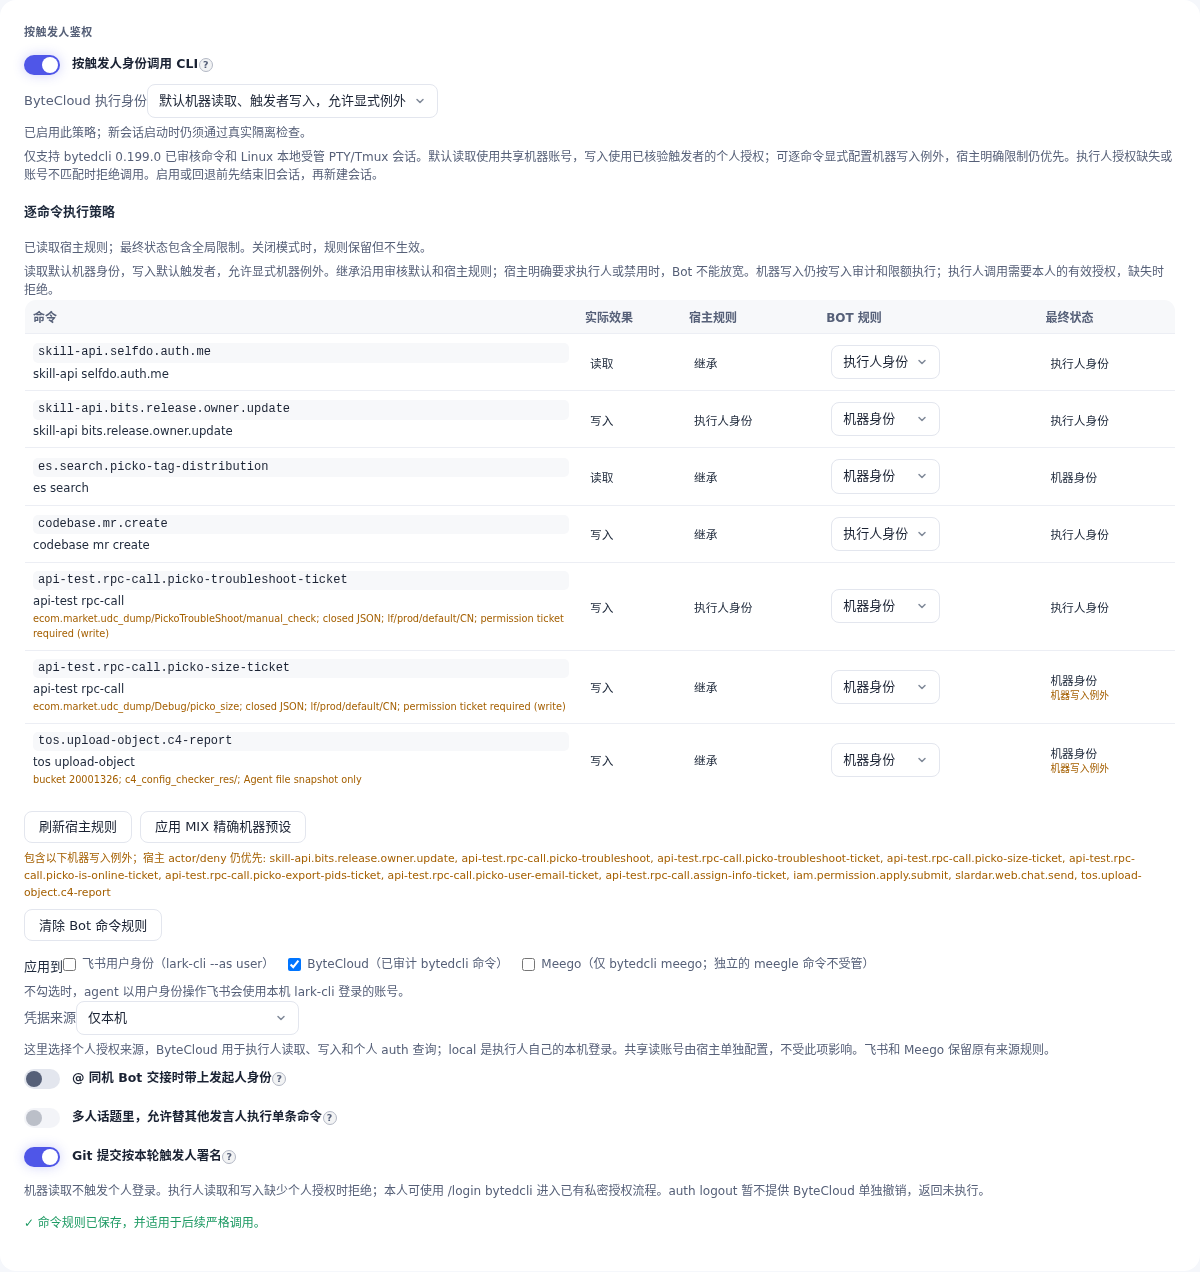 按触发人鉴权
按触发人身份调用 CLI ?
ByteCloud 执行身份 默认机器读取、触发者写入，允许显式例外
已启用此策略；新会话启动时仍须通过真实隔离检查。
仅支持 bytedcli 0.199.0 已审核命令和 Linux 本地受管 PTY/Tmux 会话。默认读取使用共享机器账号，写入使用已核验触发者的个人授权；可逐命令显式配置机器写入例外，宿主明确限制仍优先。执行人授权缺失或
账号不匹配时拒绝调用。启用或回退前先结束旧会话，再新建会话。
逐命令执行策略
已读取宿主规则；最终状态包含全局限制。关闭模式时，规则保留但不生效。
读取默认机器身份，写入默认触发者，允许显式机器例外。继承沿用审核默认和宿主规则；宿主明确要求执行人或禁用时，Bot 不能放宽。机器写入仍按写入审计和限额执行；执行人调用需要本人的有效授权，缺失时
拒绝。
命令 实际效果 宿主规则 BOT 规则 最终状态
skill-api.selfdo.auth.me
skill-api selfdo.auth.me
读取 继承 执行人身份 执行人身份
skill-api.bits.release.owner.update
skill-api bits.release.owner.update
写入 执行人身份 机器身份 执行人身份
es.search.picko-tag-distribution
es search
读取 继承 机器身份 机器身份
codebase.mr.create
codebase mr create
写入 继承 执行人身份 执行人身份
api-test.rpc-call.picko-troubleshoot-ticket
api-test rpc-call
ecom.market.udc_dump/PickoTroubleShoot/manual_check; closed JSON; lf/prod/default/CN; permission ticket
required (write)
写入 执行人身份 机器身份 执行人身份
api-test.rpc-call.picko-size-ticket
api-test rpc-call
ecom.market.udc_dump/Debug/picko_size; closed JSON; lf/prod/default/CN; permission ticket required (write)
写入 继承 机器身份 机器身份
机器写入例外
tos.upload-object.c4-report
tos upload-object
bucket 20001326; c4_config_checker_res/; Agent file snapshot only
写入 继承 机器身份 机器身份
机器写入例外
刷新宿主规则 应用 MIX 精确机器预设
包含以下机器写入例外；宿主 actor/deny 仍优先: skill-api.bits.release.owner.update, api-test.rpc-call.picko-troubleshoot, api-test.rpc-call.picko-troubleshoot-ticket, api-test.rpc-call.picko-size-ticket, api-test.rpc-
call.picko-is-online-ticket, api-test.rpc-call.picko-export-pids-ticket, api-test.rpc-call.picko-user-email-ticket, api-test.rpc-call.assign-info-ticket, iam.permission.apply.submit, slardar.web.chat.send, tos.upload-
object.c4-report
清除 Bot 命令规则
应用到 飞书用户身份（lark-cli --as user） ByteCloud（已审计 bytedcli 命令） Meego（仅 bytedcli meego；独立的 meegle 命令不受管）
不勾选时，agent 以用户身份操作飞书会使用本机 lark-cli 登录的账号。
凭据来源 仅本机
这里选择个人授权来源，ByteCloud 用于执行人读取、写入和个人 auth 查询；local 是执行人自己的本机登录。共享读账号由宿主单独配置，不受此项影响。飞书和 Meego 保留原有来源规则。
@ 同机 Bot 交接时带上发起人身份 ?
多人话题里，允许替其他发言人执行单条命令 ?
Git 提交按本轮触发人署名 ?
机器读取不触发个人登录。执行人读取和写入缺少个人授权时拒绝；本人可使用 /login bytedcli 进入已有私密授权流程。auth logout 暂不提供 ByteCloud 单独撤销，返回未执行。
✓ 命令规则已保存，并适用于后续严格调用。